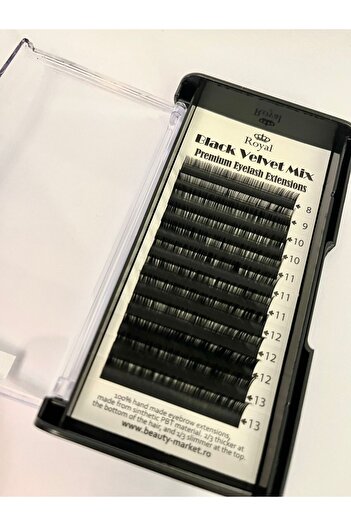 Royal
Royal
Black Velvet Mix
Premium Eyelash Extensions
8
9
10
10
11
11
11
12
12
12
13
13
100% hand made eyebrow extensions,
made from sinthetic PBT material. 2/3 thicker at
the bottom of the hair, and 1/3 slimmer at the top.
www.beauty-market.ro